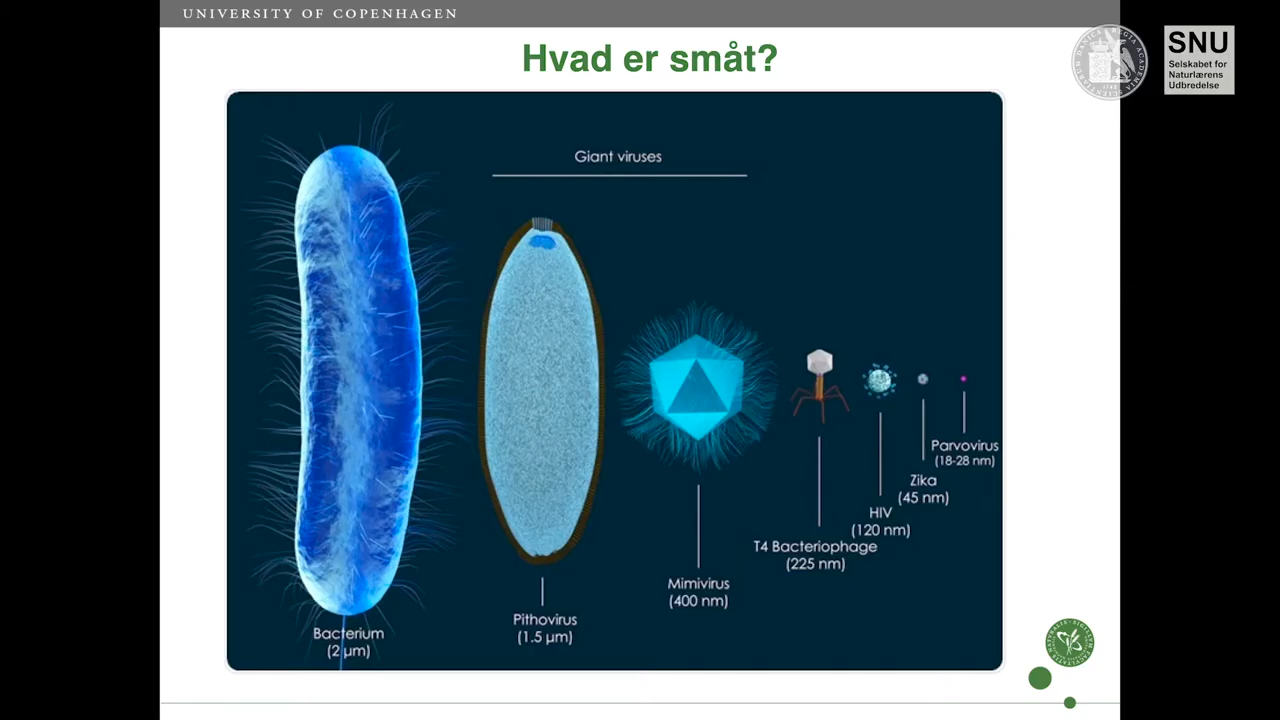 UNIVERSITY OF COPENHAGEN
Hvad er småt?
SNU
Selskabet for
Naturlærens
Udbredelse
Giant viruses
Bacterium
(2 µm)
Pithovirus
(1.5 µm)
Mimivirus
(400 nm)
T4 Bacteriophage
(225 nm)
HIV
(120 nm)
Zika
(45 nm)
Parvovirus
(18-28 nm)